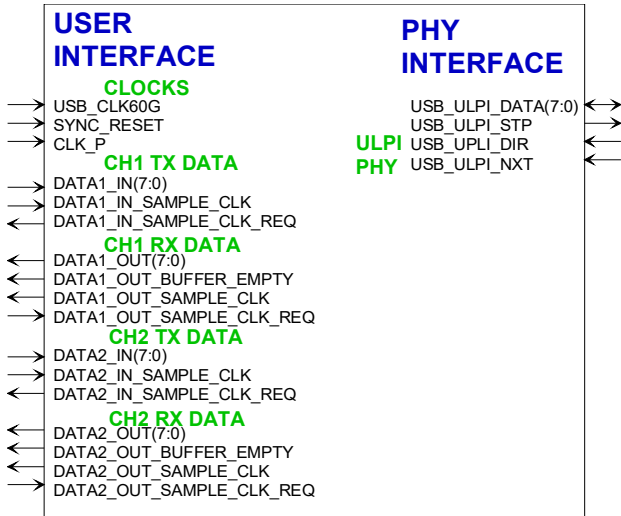 USER
INTERFACE
CLOCKS
USB_CLK60G
SYNC_RESET
CLK_P
CH1 TX DATA
DATA1_IN(7:0)
DATA1_IN_SAMPLE_CLK
DATA1_IN_SAMPLE_CLK_REQ
CH1 RX DATA
DATA1_OUT(7:0)
DATA1_OUT_BUFFER_EMPTY
DATA1_OUT_SAMPLE_CLK
DATA1_OUT_SAMPLE_CLK_REQ
CH2 TX DATA
DATA2_IN(7:0)
DATA2_IN_SAMPLE_CLK
DATA2_IN_SAMPLE_CLK_REQ
CH2 RX DATA
DATA2_OUT(7:0)
DATA2_OUT_BUFFER_EMPTY
DATA2_OUT_SAMPLE_CLK
DATA2_OUT_SAMPLE_CLK_REQ
PHY
INTERFACE
USB_ULPI_DATA(7:0)
USB_ULPI_STP
ULPI USB_UPLI_DIR
PHY USB_ULPI_NXT